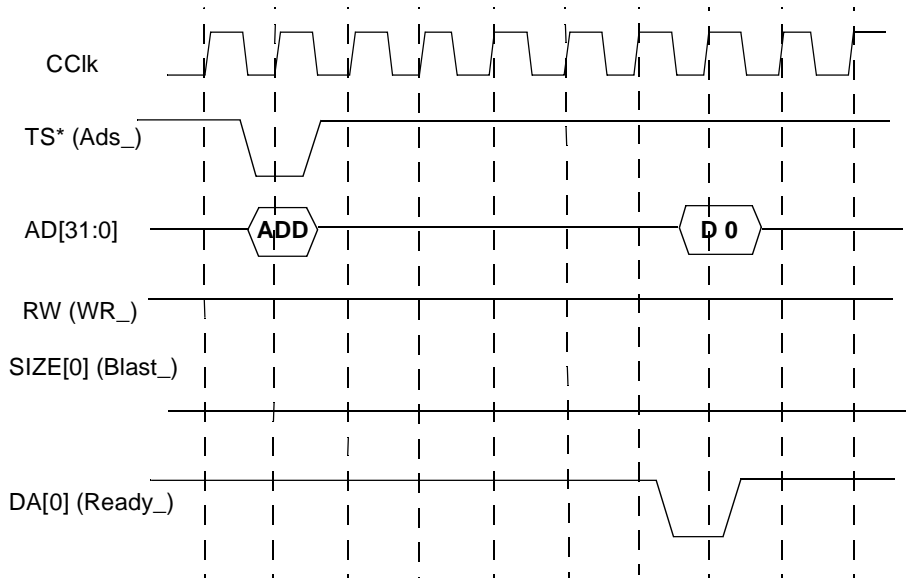 CClk
TS* (Ads_)
AD[31:0] ADD D 0
RW (WR_)
SIZE[0] (Blast_)
DA[0] (Ready_)